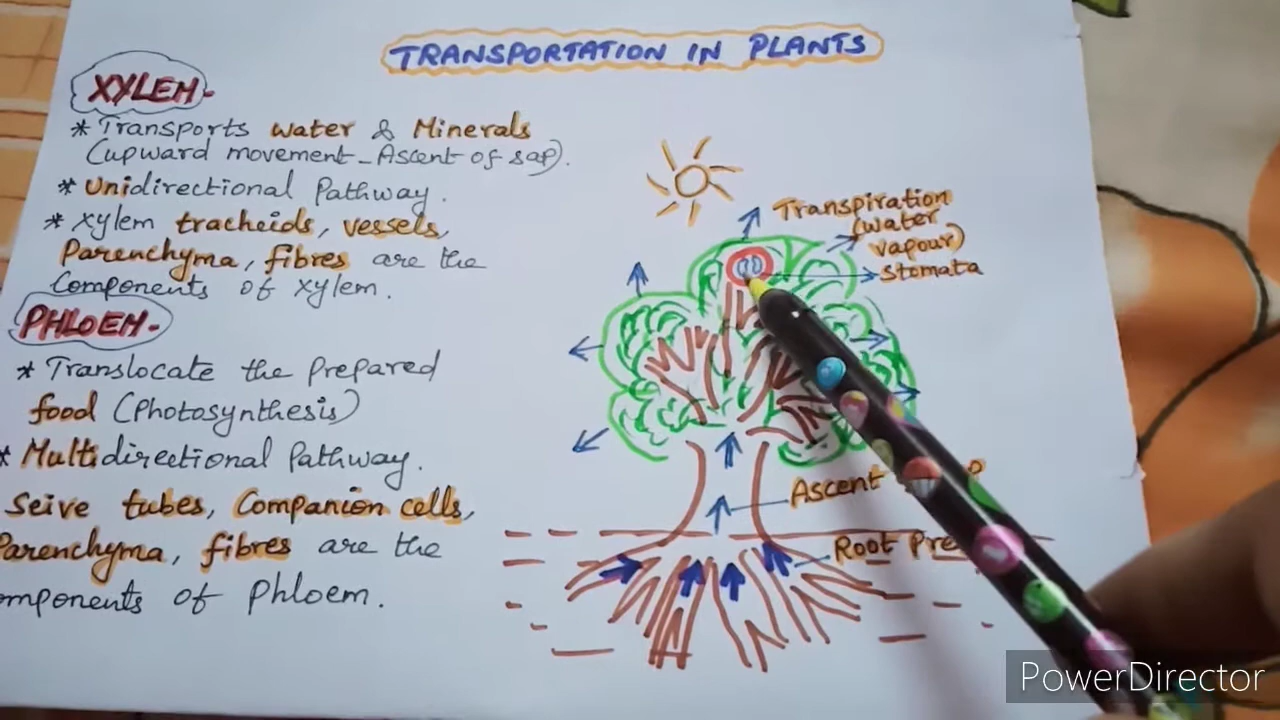 TRANSPORTATION IN PLANTS
XYLEM-
* Transports water & Minerals
(upward movement - Ascent of sap).
* Unidirectional Pathway.
* xylem tracheids, vessels,
Parenchyma, fibres are the
Components of xylem.
PHLOEM-
* Translocate the Prepared
food (Photosynthesis)
* Multidirectional Pathway.
Seive tubes, Companion cells,
Parenchyma, fibres are the
omponents of Phloem.
Transpiration
(water
vapour)
Stomata
Ascent
Root Pre
PowerDirector